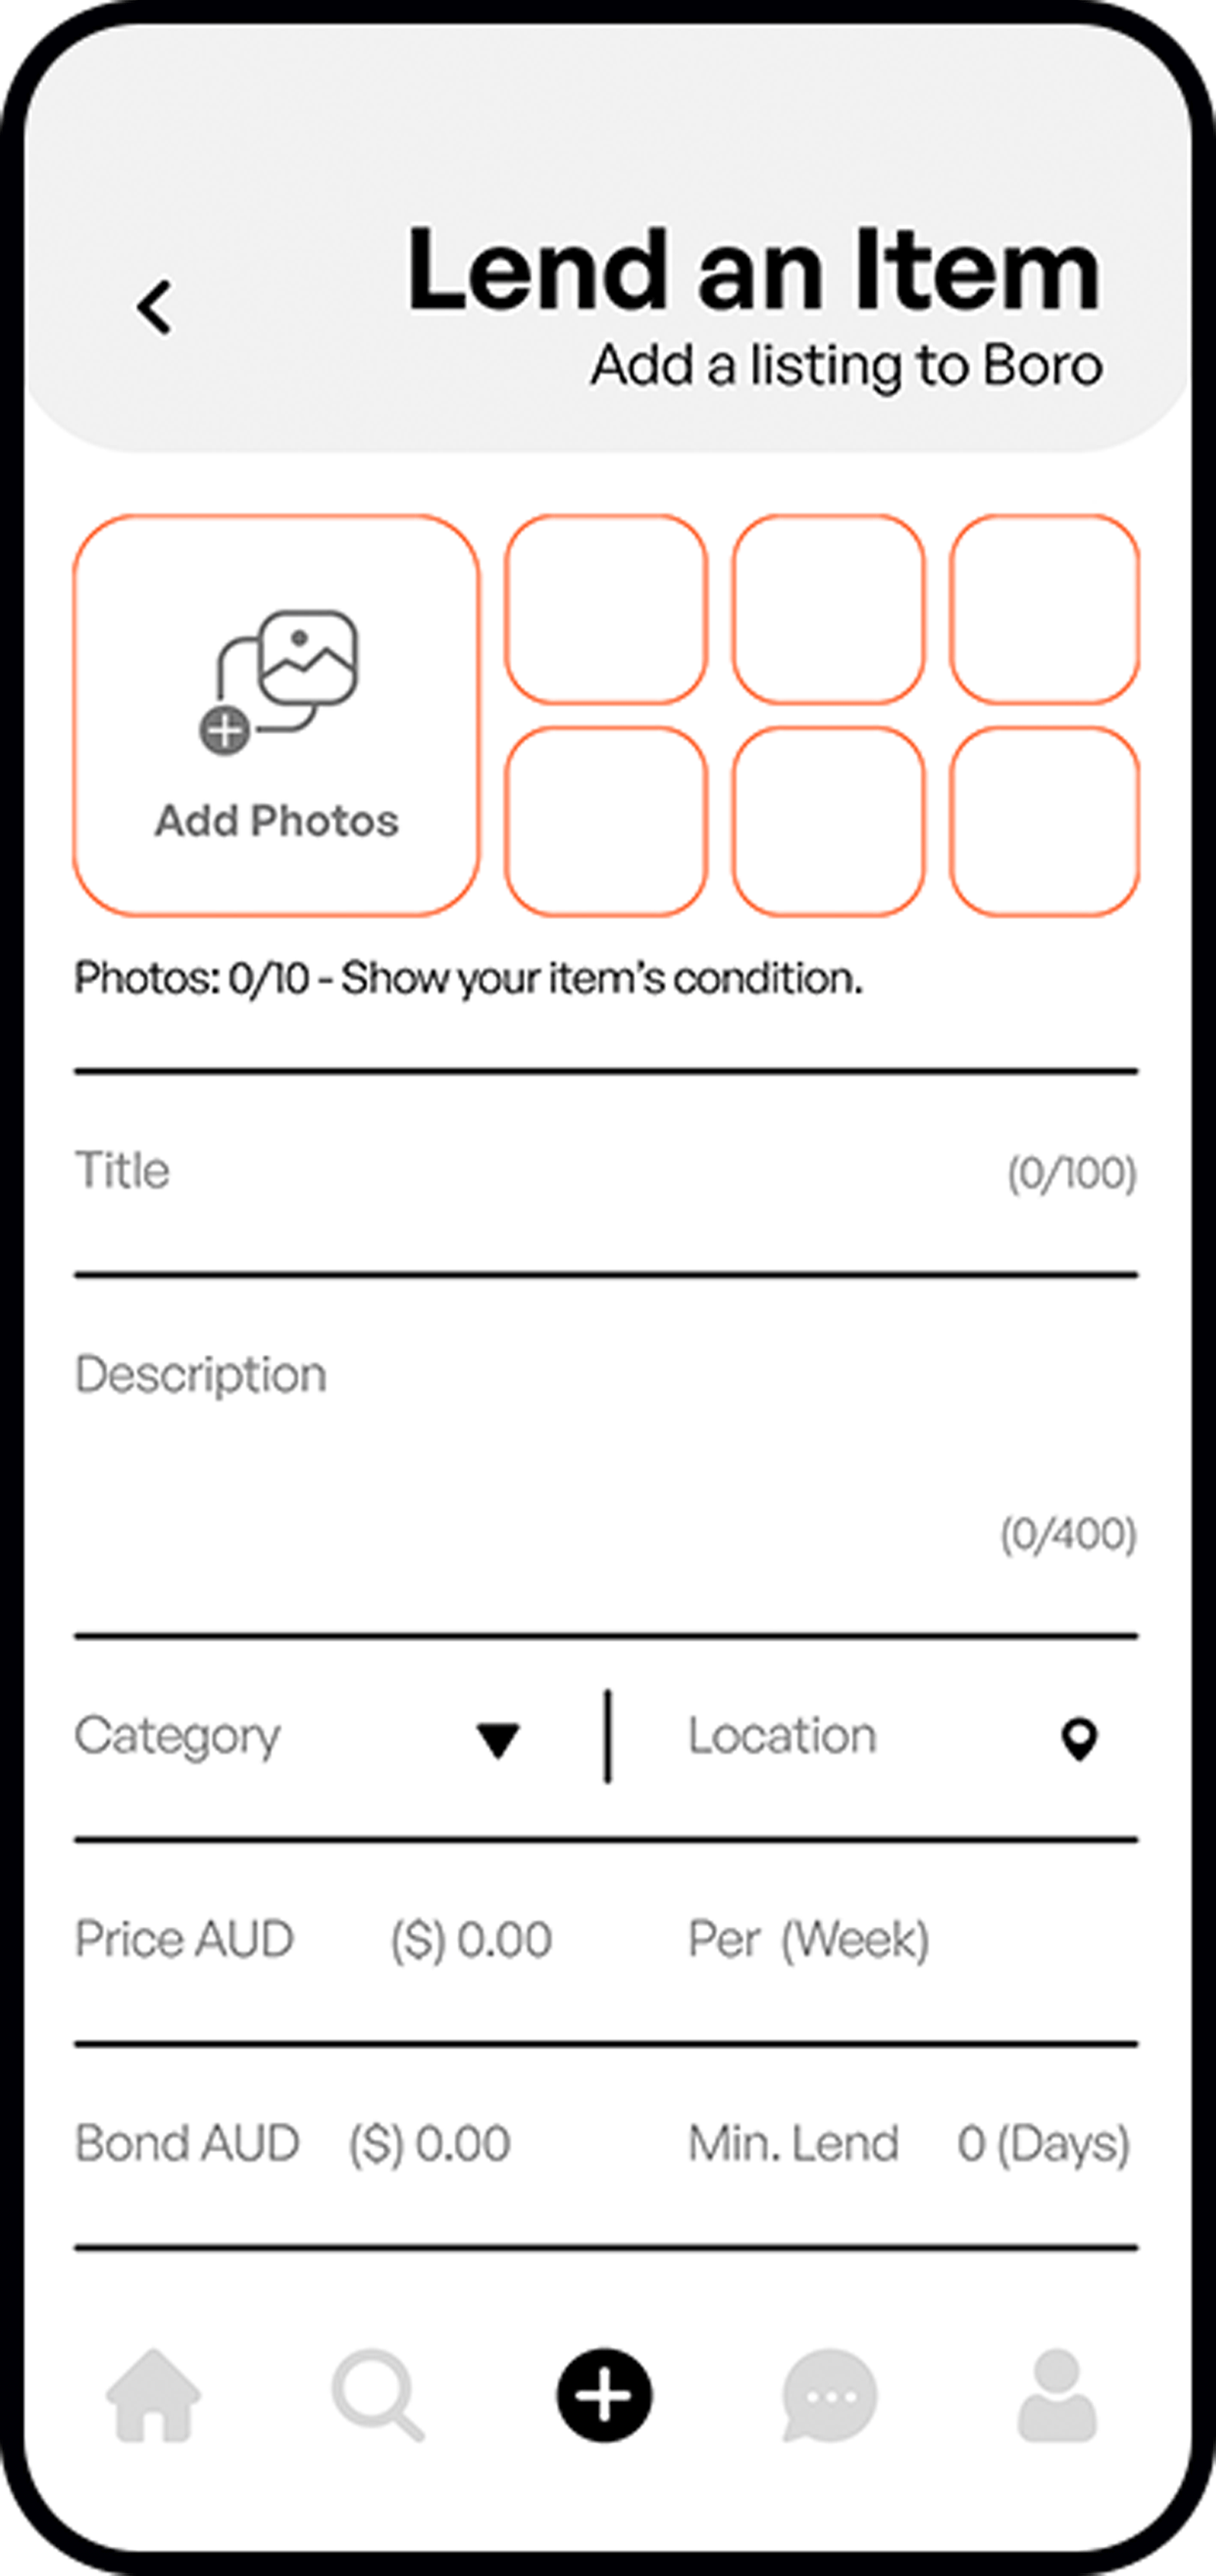 Lend an Item
Add a listing to Boro
Add Photos
Photos: 0/10 - Show your item’s condition.
Title (0/100)
Description
(0/400)
Category Location
Price AUD ($) 0.00 Per (Week)
Bond AUD ($) 0.00 Min. Lend 0 (Days)